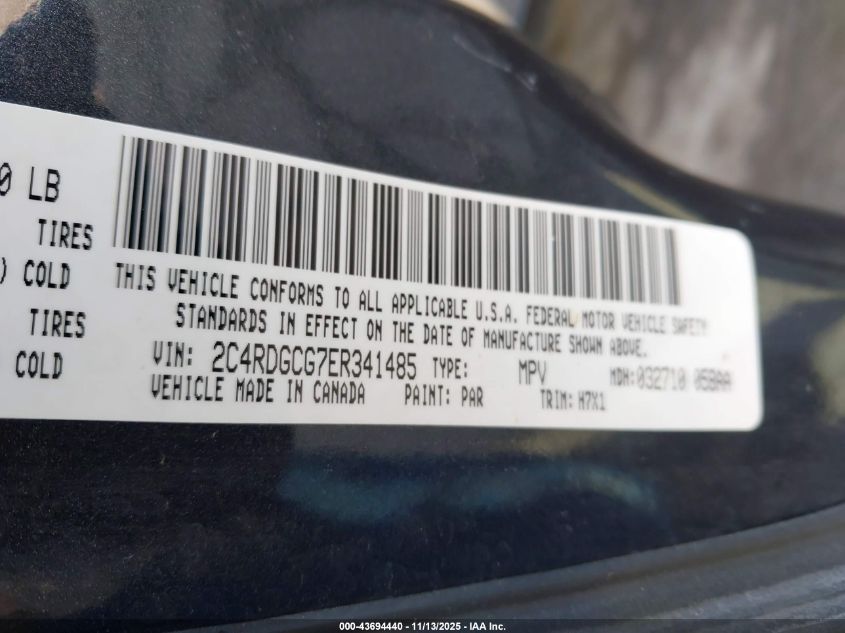 0 LB
TIRES
) COLD
TIRES
COLD
THIS VEHICLE CONFORMS TO ALL APPLICABLE U.S.A. FEDERAL MOTOR VEHICLE SAFETY
STANDARDS IN EFFECT ON THE DATE OF MANUFACTURE SHOWN ABOVE.
VIN: 2C4RDGCG7ER341485 TYPE: MPV MDH:032710 05BAA
VEHICLE MADE IN CANADA PAINT: PAR TRIM: H7X1
000-43694440 - 11/13/2025 - IAA Inc.